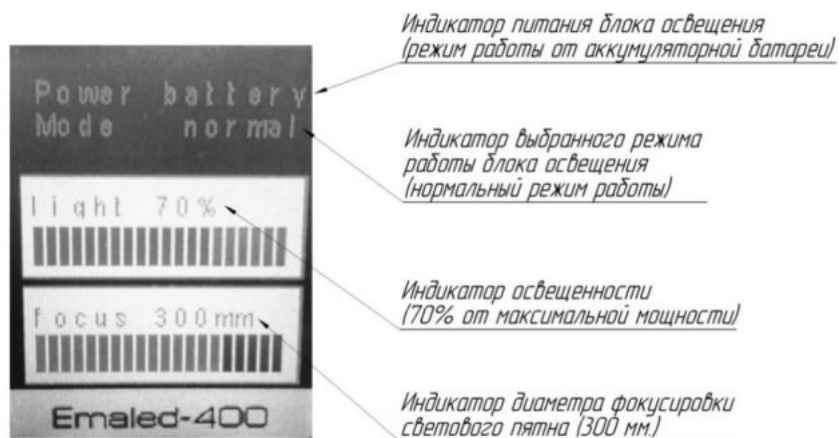 Индикатор питания блока освещения
(режим работы от аккумуляторной батареи)
Power battery
Mode normal
Индикатор выбранного режима
работы блока освещения
(нормальный режим работы)
light 70%
Индикатор освещенности
(70% от максимальной мощности)
focus 300mm
Индикатор диаметра фокусировки
светового пятна (300 мм.)
Emaled-400